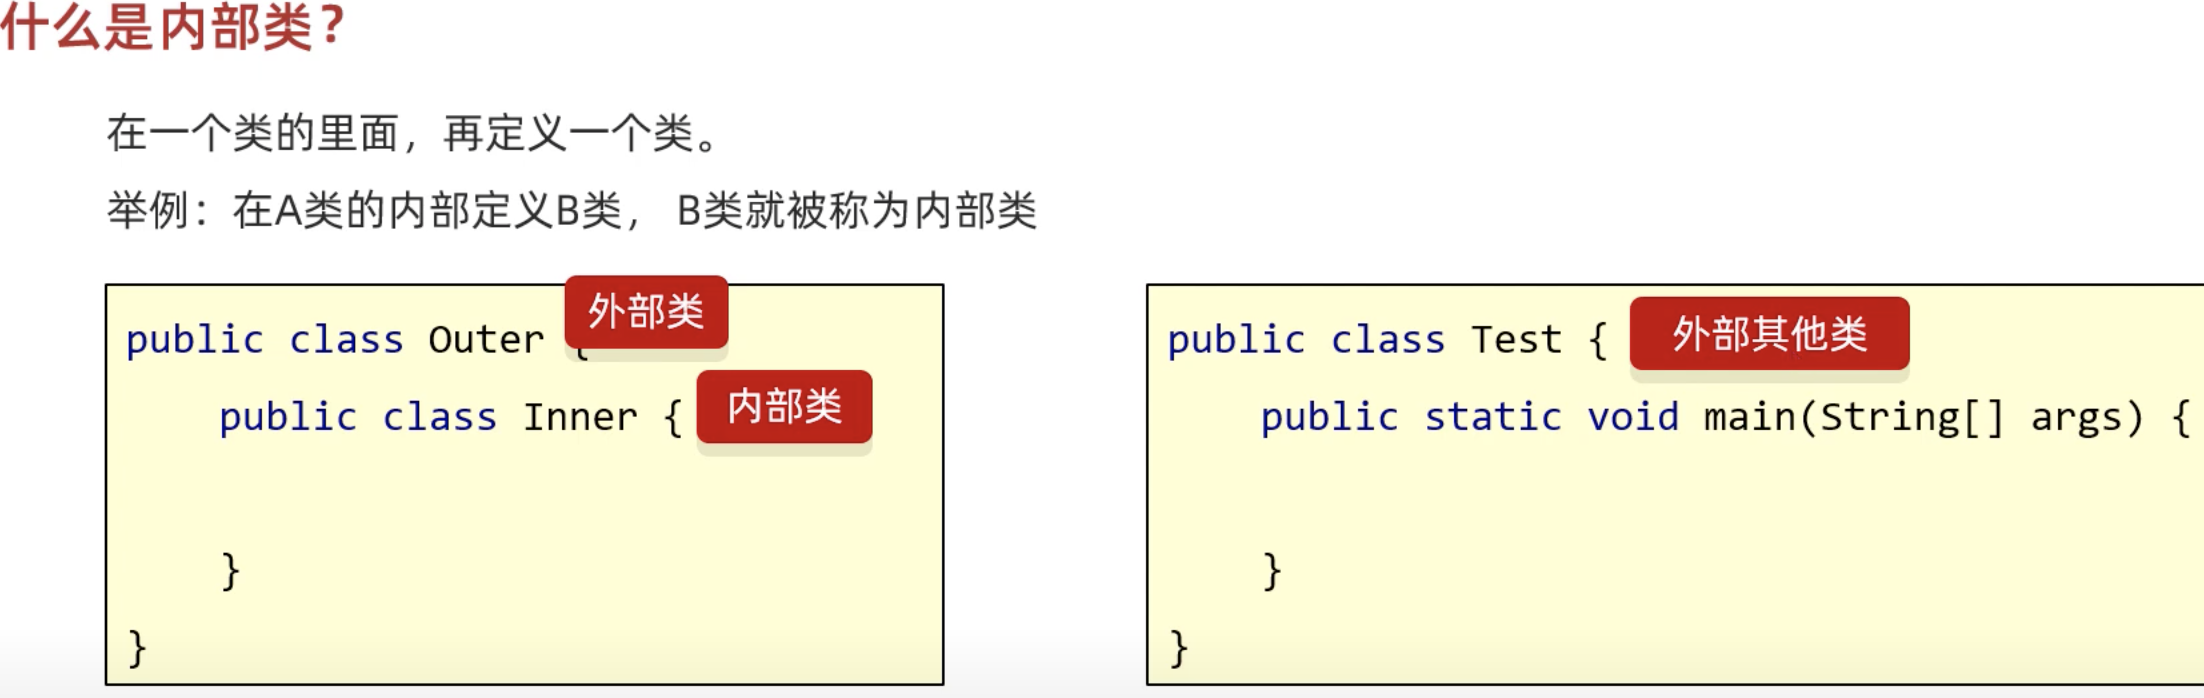 什么是内部类？
在一个类的里面，再定义一个类。
举例：在A类的内部定义B类， B类就被称为内部类
外部类
public class Outer {
public class Inner {
内部类
}
}
public class Test {
外部其他类
public static void main(String[] args) {
}
}